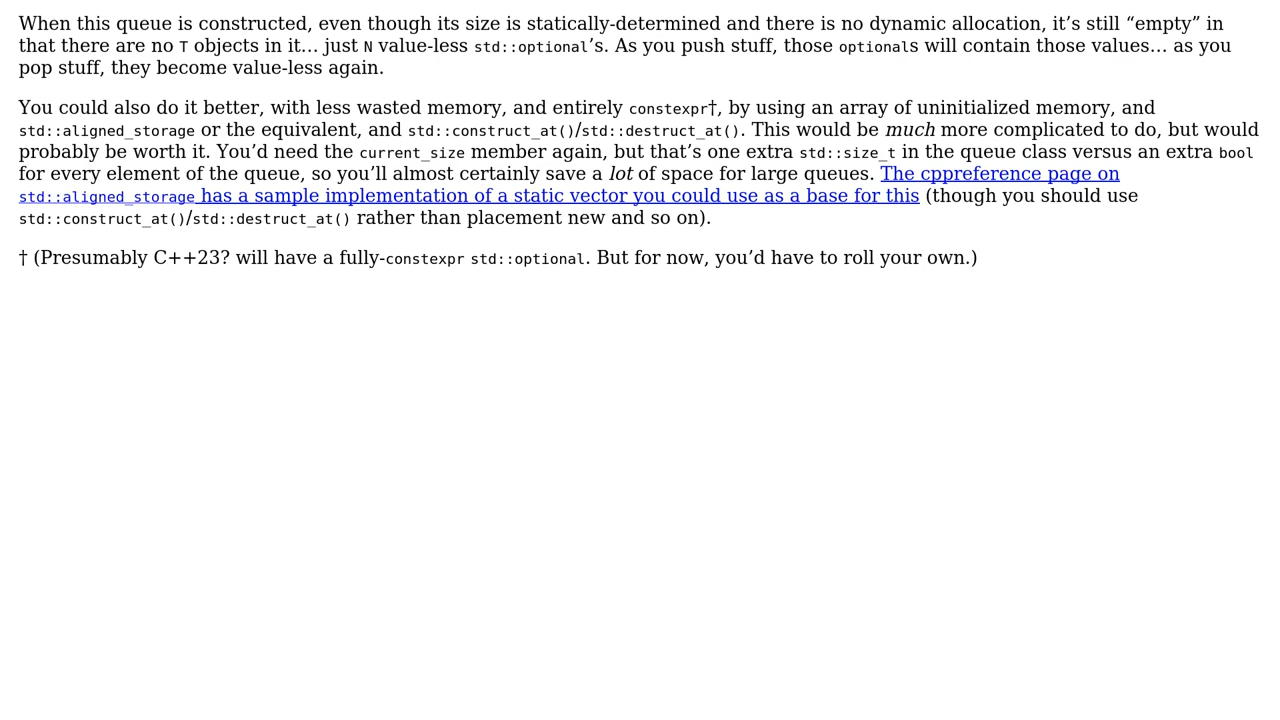 When this queue is constructed, even though its size is statically-determined and there is no dynamic allocation, it’s still “empty” in
that there are no T objects in it… just N value-less std::optional’s. As you push stuff, those optionals will contain those values… as you
pop stuff, they become value-less again.
You could also do it better, with less wasted memory, and entirely constexpr†, by using an array of uninitialized memory, and
std::aligned_storage or the equivalent, and std::construct_at()/std::destruct_at(). This would be much more complicated to do, but would
probably be worth it. You’d need the current_size member again, but that’s one extra std::size_t in the queue class versus an extra bool
for every element of the queue, so you’ll almost certainly save a lot of space for large queues. The cppreference page on
std::aligned_storage has a sample implementation of a static vector you could use as a base for this (though you should use
std::construct_at()/std::destruct_at() rather than placement new and so on).
† (Presumably C++23? will have a fully-constexpr std::optional. But for now, you’d have to roll your own.)